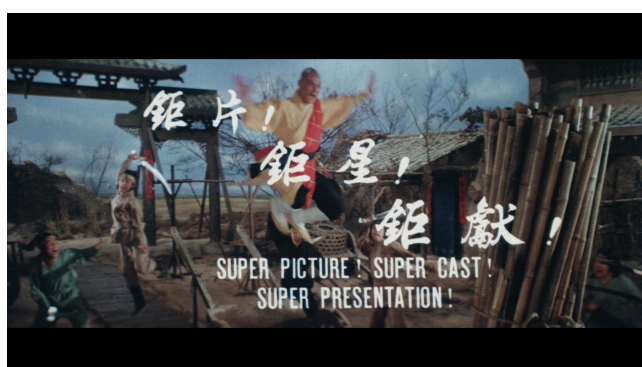 鉅片！
鉅星！
鉅獻！
SUPER PICTURE! SUPER CAST!
SUPER PRESENTATION!